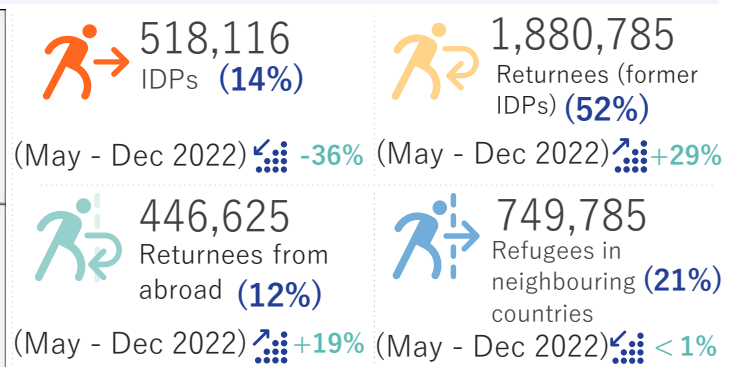 518,116
IDPs (14%)
(May - Dec 2022) -36%
1,880,785
Returnees (former
IDPs) (52%)
(May - Dec 2022) +29%
446,625
Returnees from
abroad (12%)
(May - Dec 2022) +19%
749,785
Refugees in
neighbouring (21%)
countries
(May - Dec 2022) < 1%